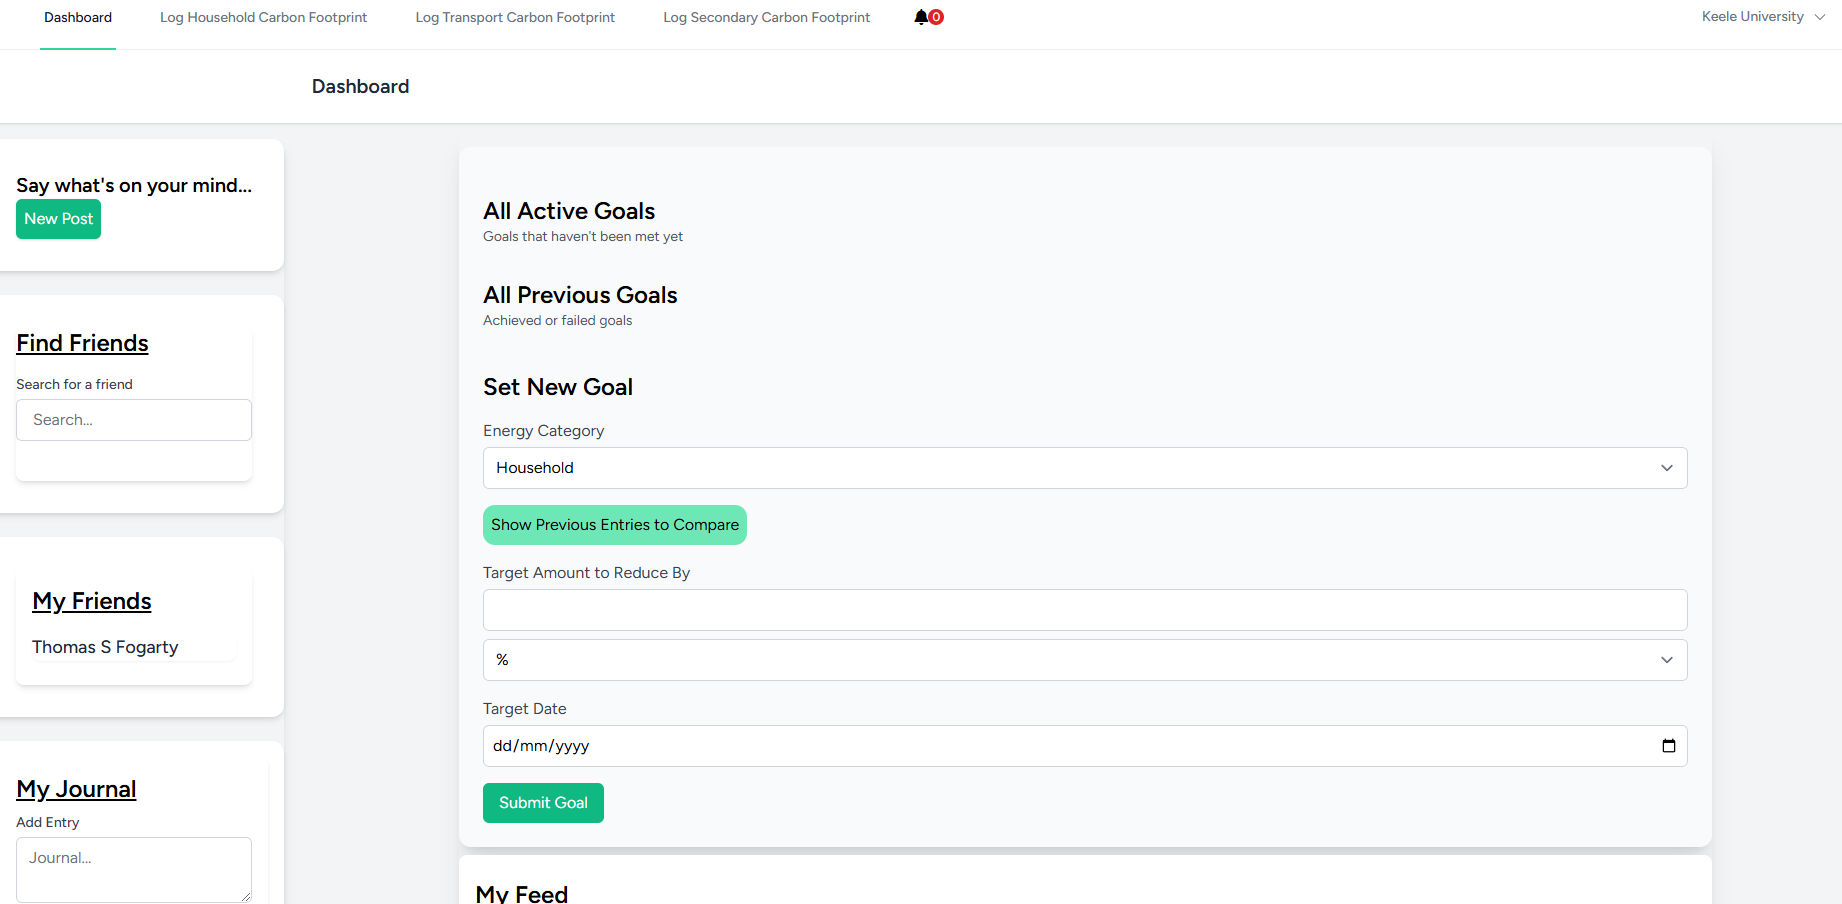 Dashboard
Log Household Carbon Footprint
Log Transport Carbon Footprint
Log Secondary Carbon Footprint
0
Keele University
Dashboard
Say what's on your mind...
New Post
Find Friends
Search for a friend
Search...
My Friends
Thomas S Fogarty
My Journal
Add Entry
Journal...
All Active Goals
Goals that haven't been met yet
All Previous Goals
Achieved or failed goals
Set New Goal
Energy Category
Household
Show Previous Entries to Compare
Target Amount to Reduce By
%
Target Date
dd/mm/yyyy
Submit Goal
My Feed